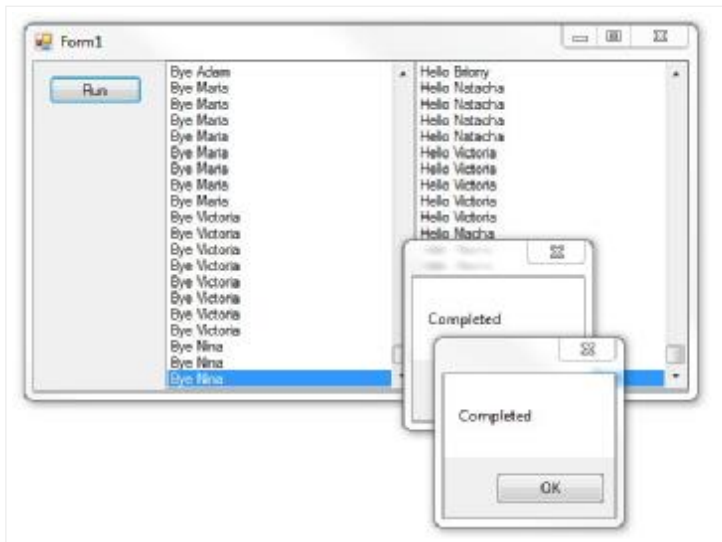 Form1
Run
Bye Adam
Bye Maria
Bye Maria
Bye Maria
Bye Maria
Bye Maria
Bye Maria
Bye Maria
Bye Maria
Bye Victoria
Bye Victoria
Bye Victoria
Bye Victoria
Bye Victoria
Bye Victoria
Bye Victoria
Bye Victoria
Bye Nina
Bye Nina
Bye Nina
Hello Briony
Hello Natacha
Hello Natacha
Hello Natacha
Hello Natacha
Hello Victoria
Hello Victoria
Hello Victoria
Hello Victoria
Hello Victoria
Hello Macha
Completed
Completed
OK